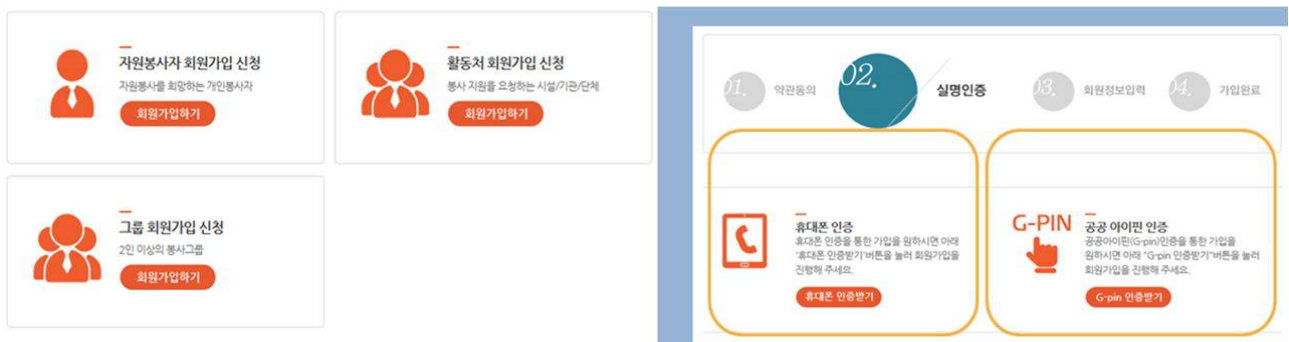 자원봉사자 회원가입 신청
자원봉사를 희망하는 개인봉사자
회원가입하기
활동처 회원가입 신청
봉사 지원을 요청하는 시설/기관/단체
회원가입하기
그룹 회원가입 신청
2인 이상의 봉사그룹
회원가입하기
01. 약관동의
02. 실명인증
03. 회원정보입력
04. 가입완료
휴대폰 인증
휴대폰 인증을 통한 가입을 원하시면 아래
'휴대폰 인증받기'버튼을 눌러 회원가입을
진행해 주세요.
휴대폰 인증받기
G-PIN
공공 아이핀 인증
공공아이핀(G-pin)인증을 통한 가입을
원하시면 아래 "G-pin 인증받기"버튼을 눌러
회원가입을 진행해 주세요.
G-pin 인증받기